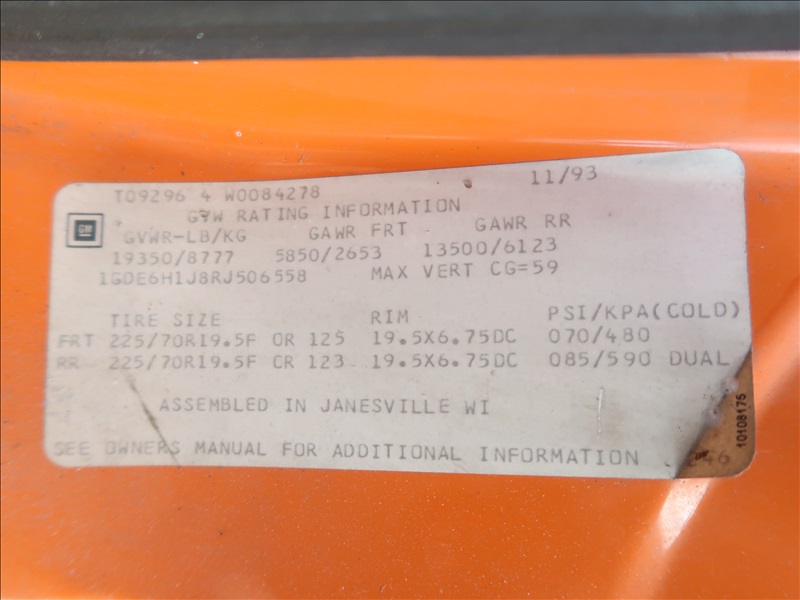 T09296 4 W0084278 11/93
GVW RATING INFORMATION
GM
GVWR-LB/KG GAWR FRT GAWR RR
19350/8777 5850/2653 13500/6123
1GDE6H1J8RJ506558 MAX VERT CG=59
TIRE SIZE RIM PSI/KPA(COLD)
FRT 225/70R19.5F OR 125 19.5X6.75DC 070/480
RR 225/70R19.5F OR 123 19.5X6.75DC 085/590 DUAL
ASSEMBLED IN JANESVILLE WI
SEE OWNERS MANUAL FOR ADDITIONAL INFORMATION
10108175